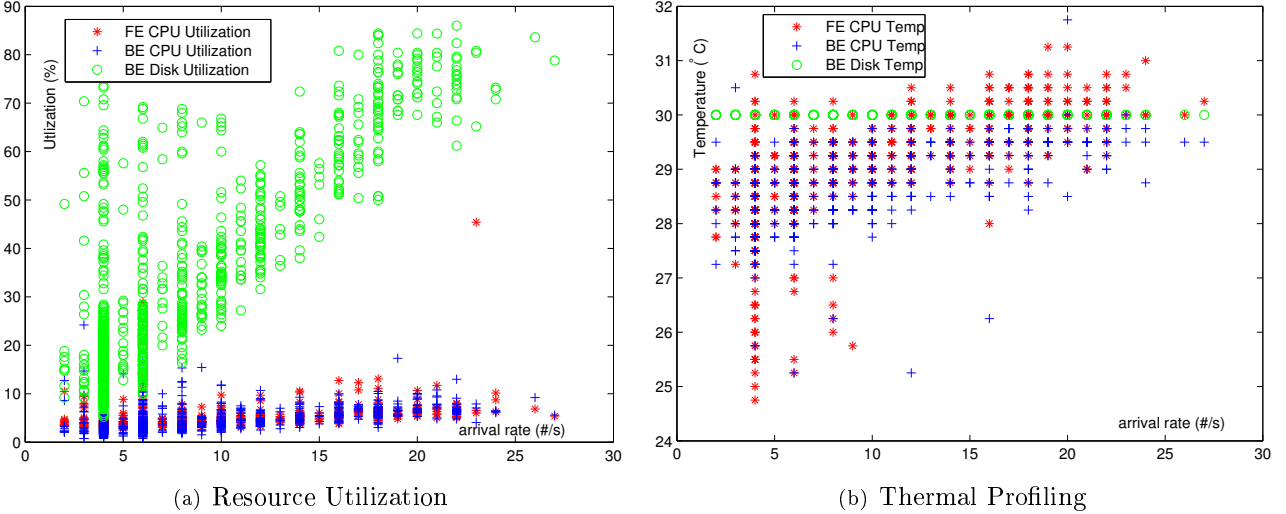 90
80
70
60
50
40
30
20
10
0
Utilization (%)
FE CPU Utilization
BE CPU Utilization
BE Disk Utilization
arrival rate (#/s)
0 5 10 15 20 25 30
(a) Resource Utilization
32
31
30
29
28
27
26
25
24
Temperature (°C)
FE CPU Temp
BE CPU Temp
BE Disk Temp
arrival rate (#/s)
0 5 10 15 20 25 30
(b) Thermal Profiling